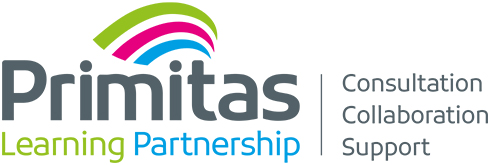 Primitas
Learning Partnership
Consultation
Collaboration
Support